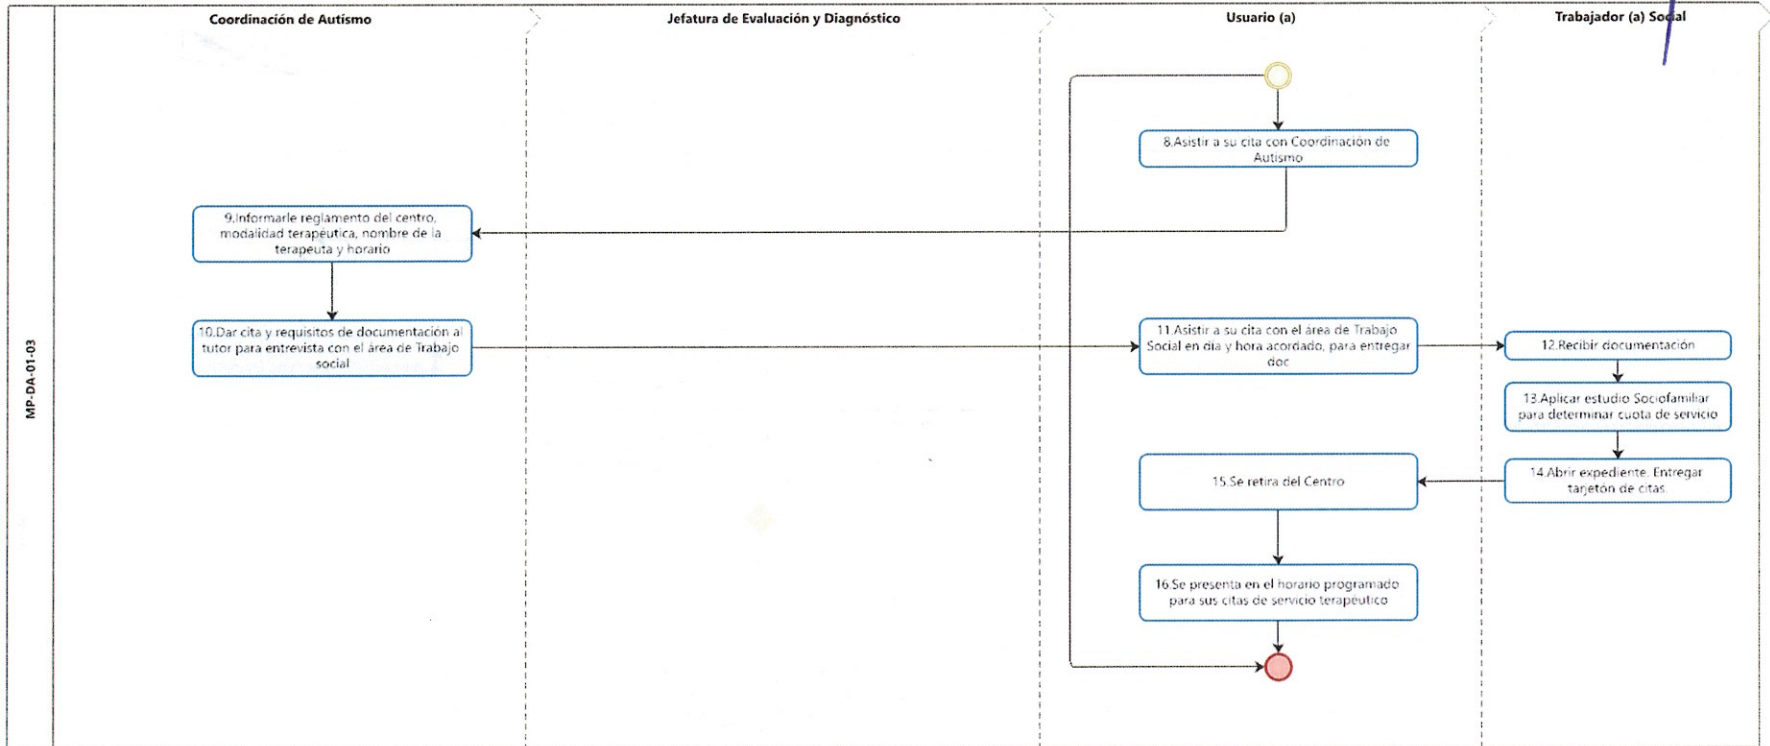 Coordinación de Autismo
Jefatura de Evaluación y Diagnóstico
Usuario (a)
Trabajador (a) Social
MP-DA-01-03
8.Asistir a su cita con Coordinación de
Autismo
9.Informarle reglamento del centro,
modalidad terapéutica, nombre de la
terapeuta y horario
10.Dar cita y requisitos de documentación al
tutor para entrevista con el área de Trabajo
social
11.Asistir a su cita con el área de Trabajo
Social en dia y hora acordado, para entregar
doc
12.Recibir documentación
13.Aplicar estudio Sociofamiliar
para determinar cuota de servicio
14.Abrir expediente. Entregar
tarjetón de citas.
15.Se retira del Centro
16.Se presenta en el horario programado
para sus citas de servicio terapéutico